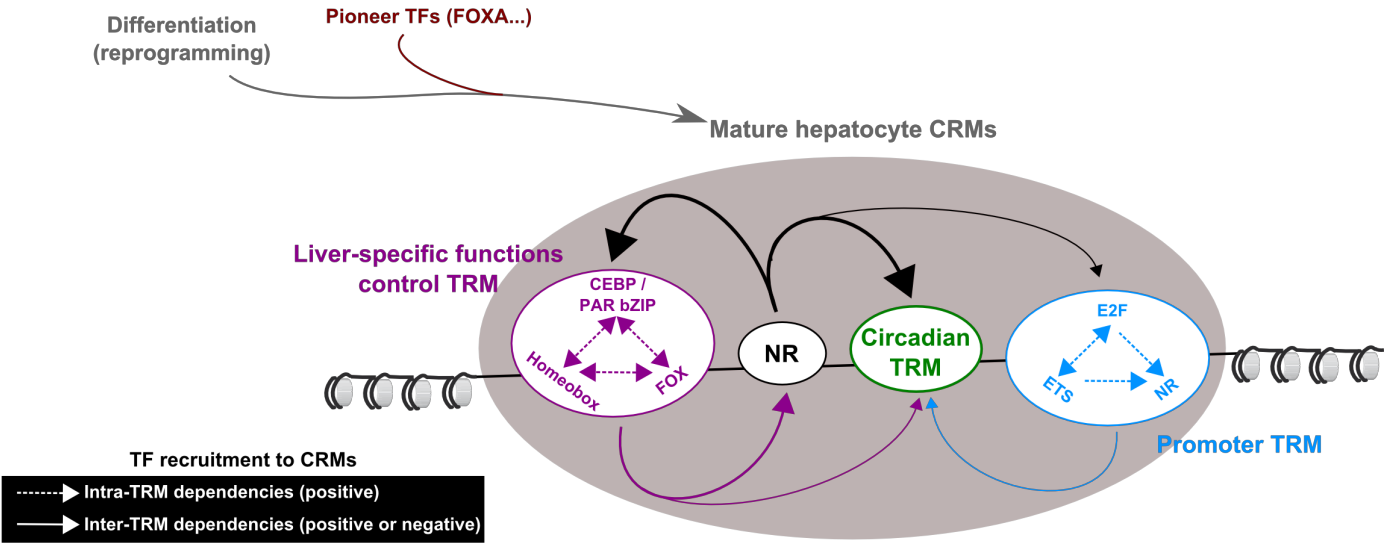 Differentiation
(reprogramming)
Pioneer TFs (FOXA...)
Mature hepatocyte CRMs
Liver-specific functions
control TRM
CEBP /
PAR bZIP
Homeobox
FOX
NR
Circadian
TRM
E2F
ETS
NR
Promoter TRM
TF recruitment to CRMs
Intra-TRM dependencies (positive)
Inter-TRM dependencies (positive or negative)